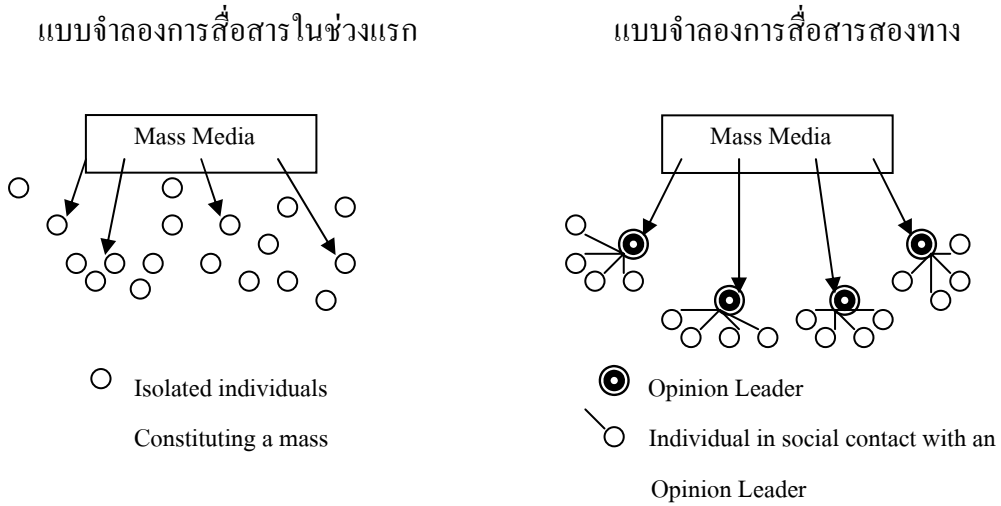 แบบจำลองการสื่อสารในช่วงแรก
แบบจำลองการสื่อสารสองทาง
Mass Media
Mass Media
Isolated individuals
Constituting a mass
Opinion Leader
Individual in social contact with an
Opinion Leader